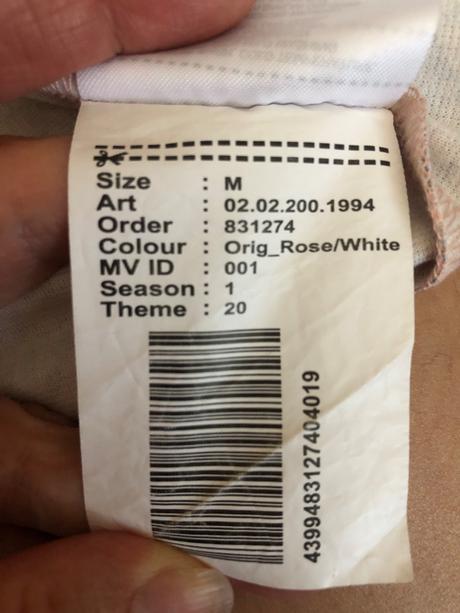 Size : M
Art : 02.02.200.1994
Order : 831274
Colour : Orig_Rose/White
MV ID : 001
Season : 1
Theme : 20
4399483127404019